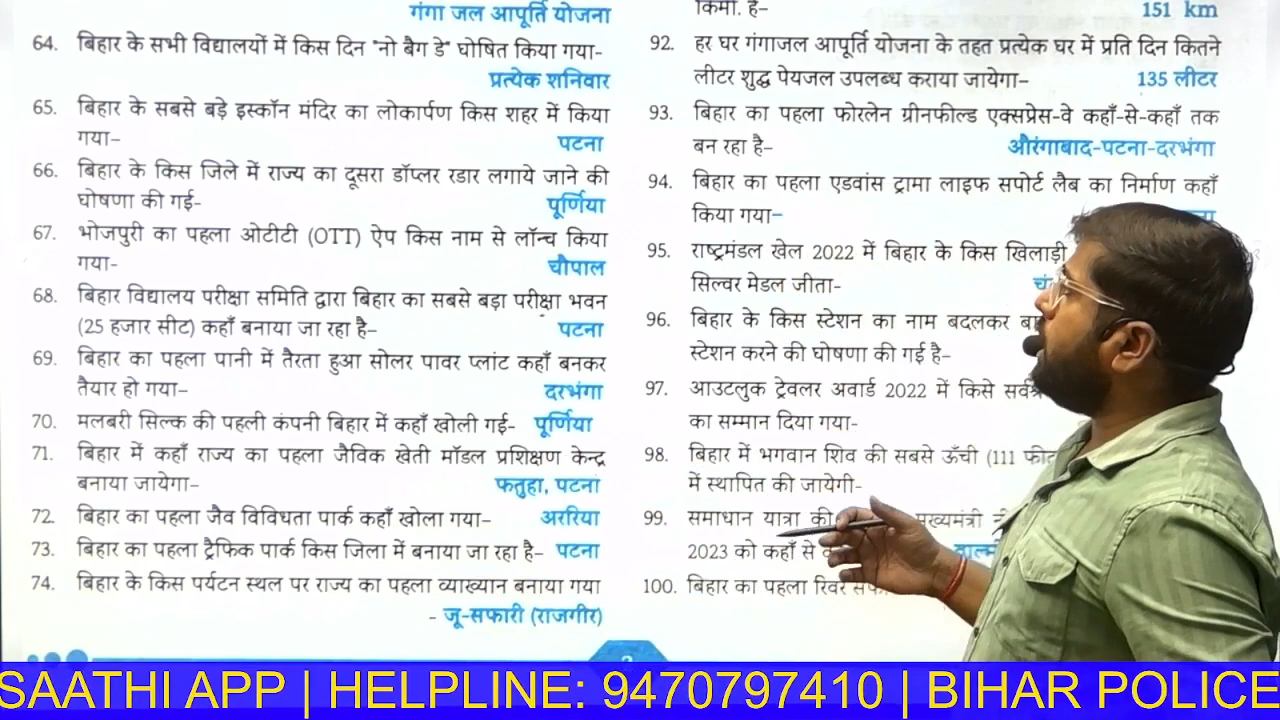 गंगा जल आपूर्ति योजना
64. बिहार के सभी विद्यालयों में किस दिन "नो बैग डे" घोषित किया गया-
प्रत्येक शनिवार
65. बिहार के सबसे बड़े इस्कॉन मंदिर का लोकार्पण किस शहर में किया
गया- पटना
66. बिहार के किस जिले में राज्य का दूसरा डॉप्लर रडार लगाये जाने की
घोषणा की गई- पूर्णिया
67. भोजपुरी का पहला ओटीटी (OTT) ऐप किस नाम से लॉन्च किया
गया- चौपाल
68. बिहार विद्यालय परीक्षा समिति द्वारा बिहार का सबसे बड़ा परीक्षा भवन
(25 हजार सीट) कहाँ बनाया जा रहा है- पटना
69. बिहार का पहला पानी में तैरता हुआ सोलर पावर प्लांट कहाँ बनकर
तैयार हो गया- दरभंगा
70. मलबरी सिल्क की पहली कंपनी बिहार में कहाँ खोली गई- पूर्णिया
71. बिहार में कहाँ राज्य का पहला जैविक खेती मॉडल प्रशिक्षण केन्द्र
बनाया जायेगा- फतुहा, पटना
72. बिहार का पहला जैव विविधता पार्क कहाँ खोला गया- अररिया
73. बिहार का पहला ट्रैफिक पार्क किस जिला में बनाया जा रहा है- पटना
74. बिहार के किस पर्यटन स्थल पर राज्य का पहला व्याख्यान बनाया गया
- जू-सफारी (राजगीर)
किमी. है- 151 km
92. हर घर गंगाजल आपूर्ति योजना के तहत प्रत्येक घर में प्रति दिन कितने
लीटर शुद्ध पेयजल उपलब्ध कराया जायेगा- 135 लीटर
93. बिहार का पहला फोरलेन ग्रीनफील्ड एक्सप्रेस-वे कहाँ-से-कहाँ तक
बन रहा है- औरंगाबाद-पटना-दरभंगा
94. बिहार का पहला एडवांस ट्रामा लाइफ सपोर्ट लैब का निर्माण कहाँ
किया गया-
95. राष्ट्रमंडल खेल 2022 में बिहार के किस खिलाड़ी
सिल्वर मेडल जीता-
96. बिहार के किस स्टेशन का नाम बदलकर
स्टेशन करने की घोषणा की गई है-
97. आउटलुक ट्रेवलर अवार्ड 2022 में किसे
का सम्मान दिया गया-
98. बिहार में भगवान शिव की सबसे ऊँची (111
में स्थापित की जायेगी-
99. समाधान यात्रा की मुख्यमंत्री
2023 को कहाँ से
100. बिहार का पहला रिवर
SAATHI APP | HELPLINE: 9470797410 | BIHAR POLICE